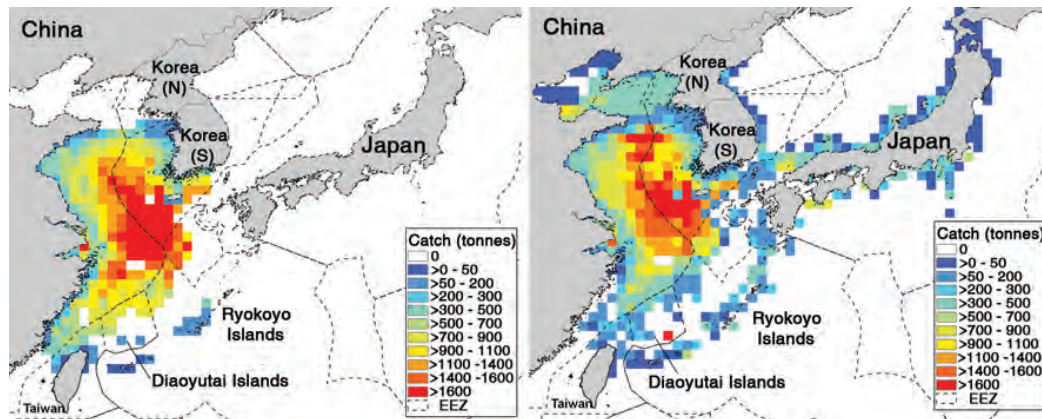 China
Korea
(N)
Korea
(S)
Japan
Ryokoyo
Islands
Diaoyutai Islands
Taiwan
Catch (tonnes)
0
>0 - 50
>50 - 200
>200 - 300
>300 - 500
>500 - 700
>700 - 900
>900 - 1100
>1100 -1400
>1400 -1600
>1600
EEZ
China
Korea
(N)
Korea
(S)
Japan
Ryokoyo
Islands
Diaoyutai Islands
Taiwan
Catch (tonnes)
0
>0 - 50
>50 - 200
>200 - 300
>300 - 500
>500 - 700
>700 - 900
>900 - 1100
>1100 -1400
>1400 -1600
>1600
EEZ